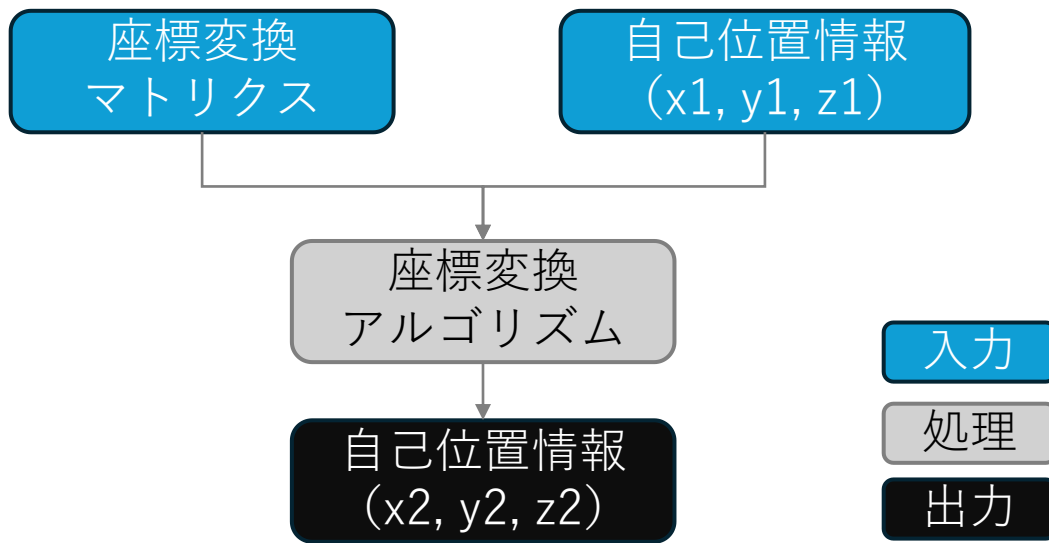 座標変換
マトリクス
自己位置情報
(x1, y1, z1)
座標変換
アルゴリズム
自己位置情報
(x2, y2, z2)
入力
処理
出力